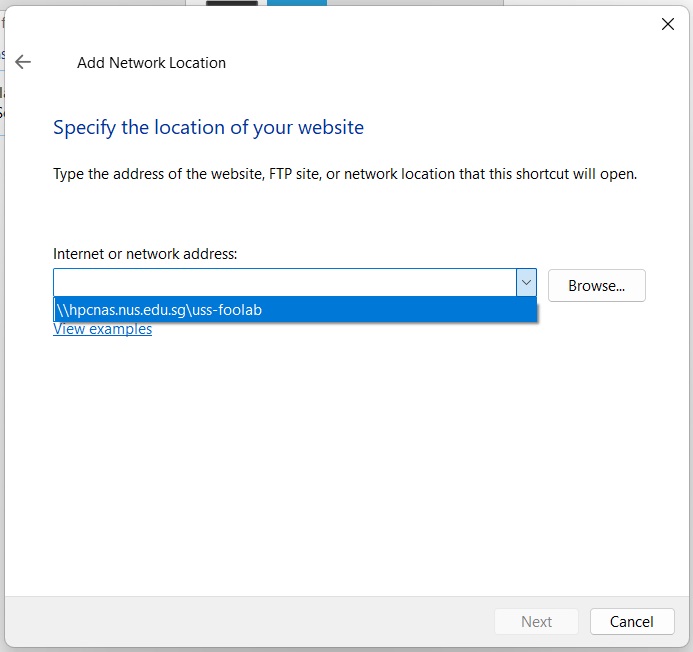 Add Network Location
Specify the location of your website
Type the address of the website, FTP site, or network location that this shortcut will open.
Internet or network address:
Browse...
\\hpcnas.nus.edu.sg\uss-foolab
View examples
Next
Cancel